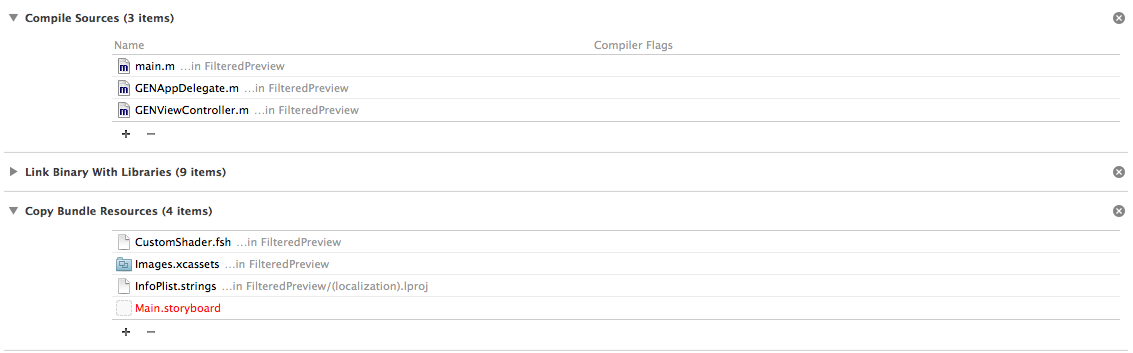 Compile Sources (3 items)
Name Compiler Flags
main.m ...in FilteredPreview
GENAppDelegate.m ...in FilteredPreview
GENViewController.m ...in FilteredPreview
Link Binary With Libraries (9 items)
Copy Bundle Resources (4 items)
CustomShader.fsh ...in FilteredPreview
Images.xcassets ...in FilteredPreview
InfoPlist.strings ...in FilteredPreview/(localization).lproj
Main.storyboard